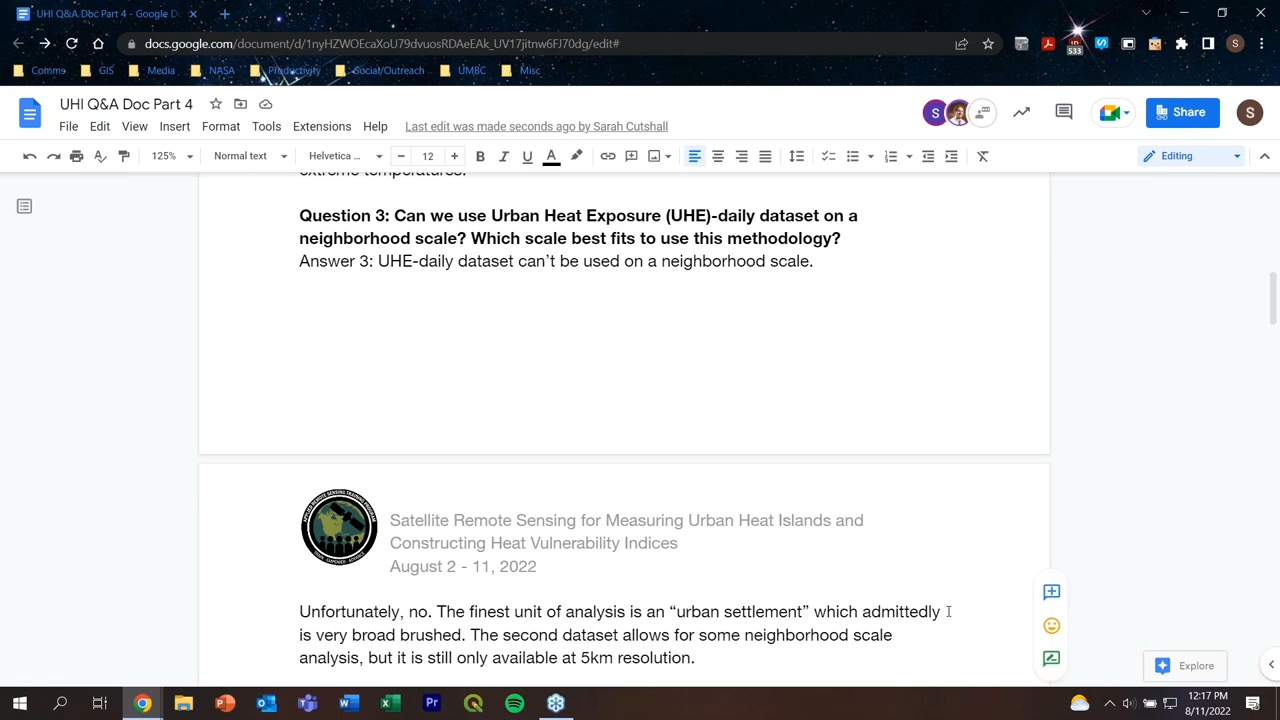 UHI Q&A Doc Part 4 - Google Do
docs.google.com/document/d/1nyHZWOEcaXoU79dvuosRDAeEAk_UV17jitnw6FJ70dg/edit#
533
S
Comms GIS Media NASA Productivity Social/Outreach UMBC Misc
UHI Q&A Doc Part 4
S
Share
S
File Edit View Insert Format Tools Extensions Help Last edit was made seconds ago by Sarah Cutshall
125% Normal text Helvetica ... 12 B I U A Editing
extreme temperatures.
Question 3: Can we use Urban Heat Exposure (UHE)-daily dataset on a
neighborhood scale? Which scale best fits to use this methodology?
Answer 3: UHE-daily dataset can’t be used on a neighborhood scale.
APPLIED REMOTE SENSING TRAINING PROGRAM
Satellite Remote Sensing for Measuring Urban Heat Islands and
Constructing Heat Vulnerability Indices
August 2 - 11, 2022
Unfortunately, no. The finest unit of analysis is an “urban settlement” which admittedly
is very broad brushed. The second dataset allows for some neighborhood scale
analysis, but it is still only available at 5km resolution.
Explore
12:17 PM
8/11/2022